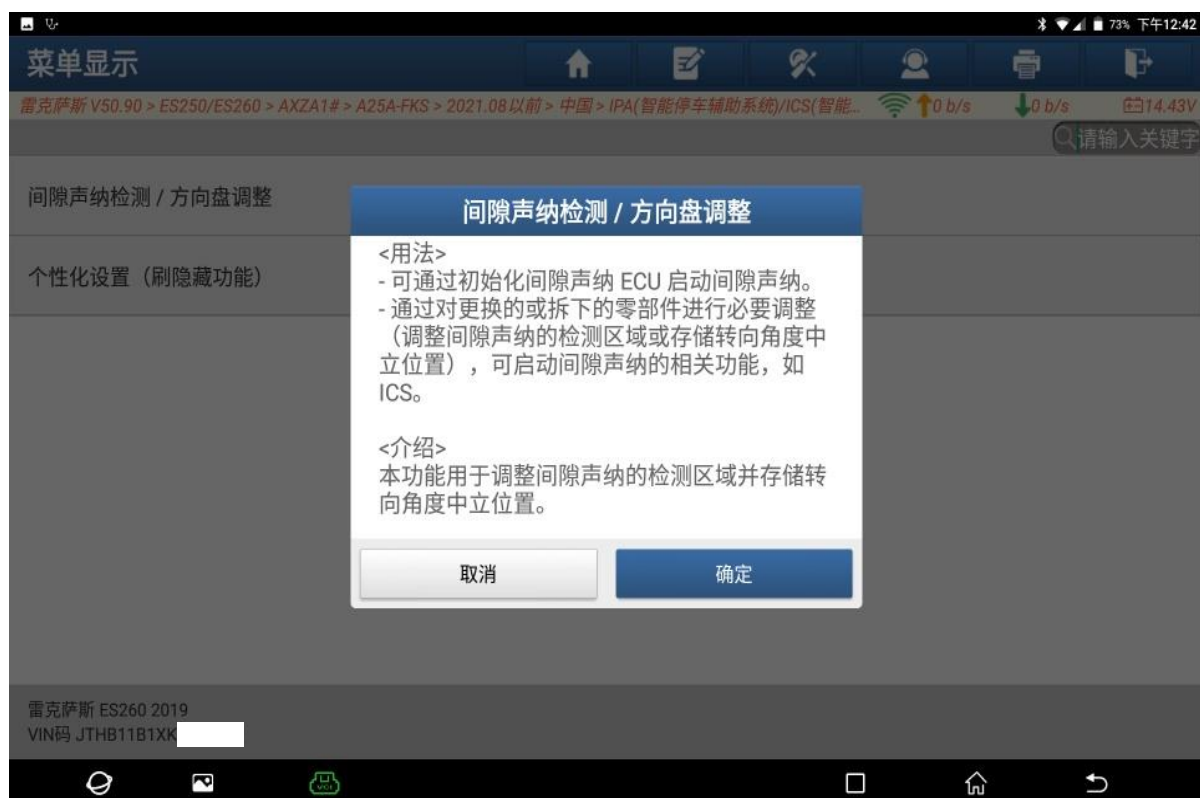 73% 下午12:42
菜单显示
雷克萨斯 V50.90 > ES250/ES260 > AXZA1# > A25A-FKS > 2021.08以前 > 中国 > IPA(智能停车辅助系统)/ICS(智能... 0 b/s 0 b/s 14.43V
请输入关键字
间隙声纳检测 / 方向盘调整
个性化设置（刷隐藏功能）
间隙声纳检测 / 方向盘调整
<用法>
- 可通过初始化间隙声纳 ECU 启动间隙声纳。
- 通过对更换的或拆下的零部件进行必要调整
（调整间隙声纳的检测区域或存储转向角度中
立位置），可启动间隙声纳的相关功能，如
ICS。
<介绍>
本功能用于调整间隙声纳的检测区域并存储转
向角度中立位置。
取消
确定
雷克萨斯 ES260 2019
VIN码 JTHB11B1XK
VCI